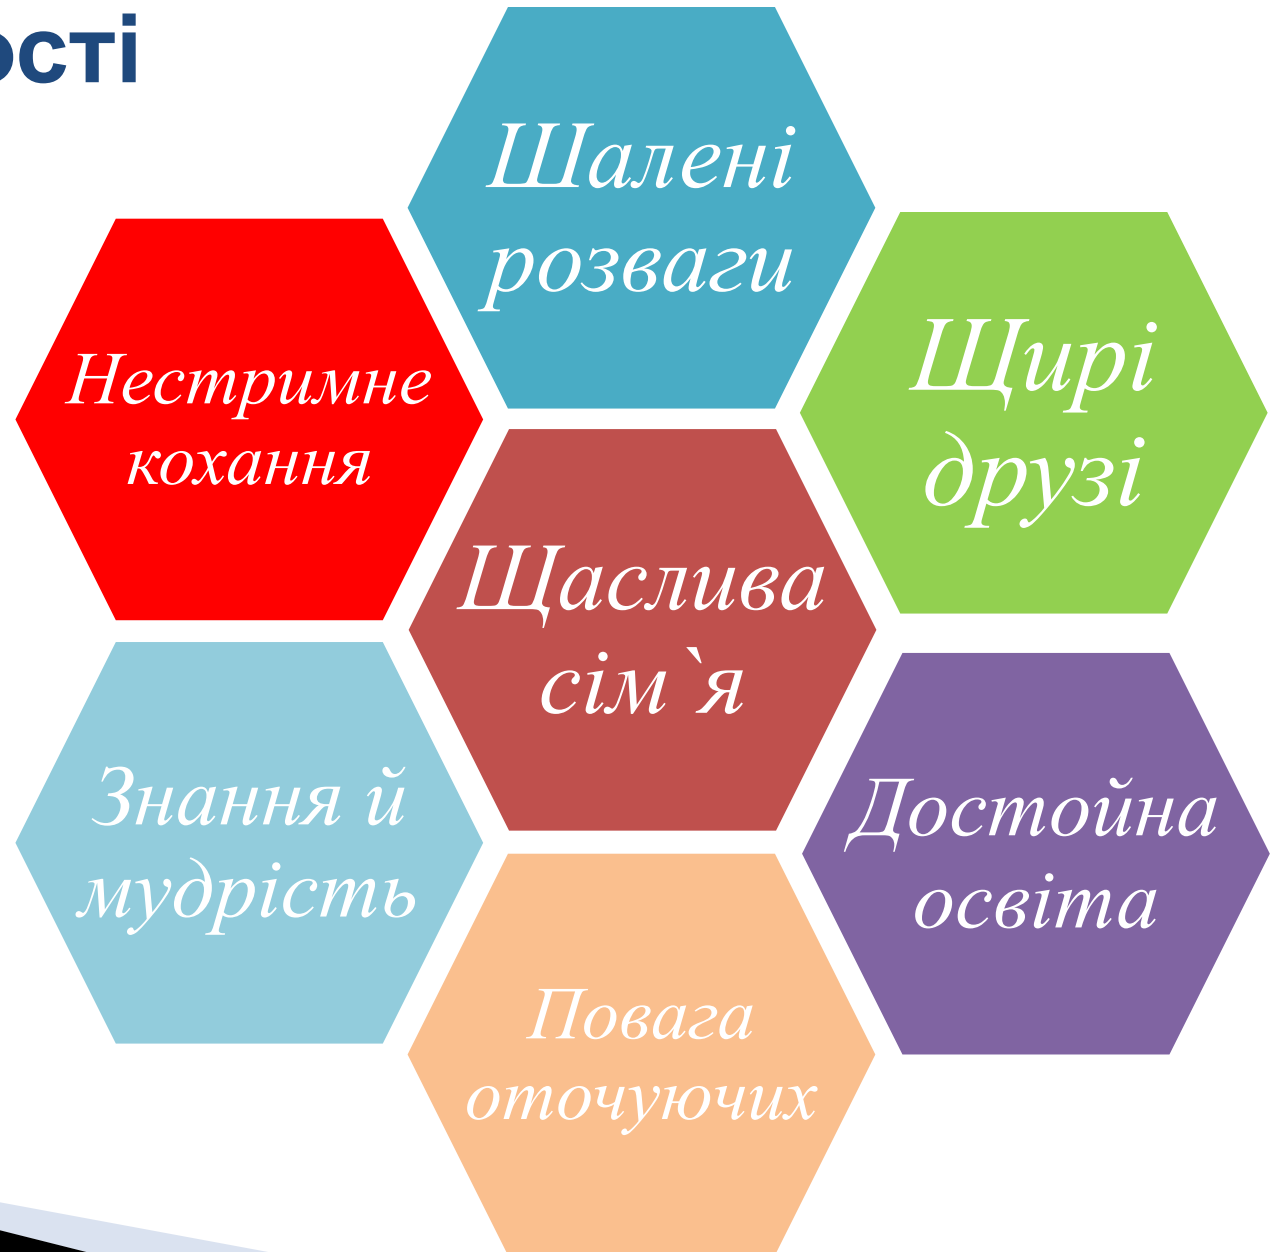 ості
Шалені
розваги
Нестримне
кохання
Щирі
друзі
Щаслива
сім`я
Знання й
мудрість
Достойна
освіта
Повага
оточуючих